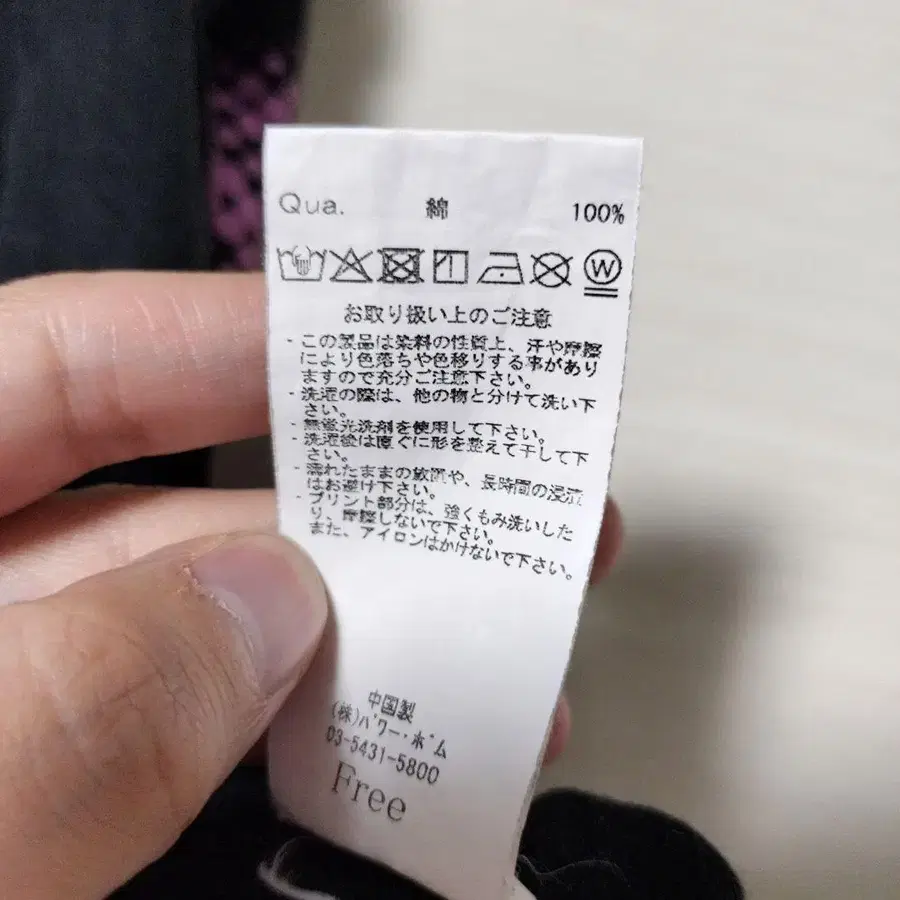 Qua. 綿 100%
W
お取り扱い上のご注意
・この製品は染料の性質上、汗や摩擦
により色落ちや色移りする事があり
ますので充分ご注意下さい。
・洗濯の際は、他の物と分けて洗い下
さい。
・無蛍光洗剤を使用して下さい。
・洗濯後は直ぐに形を整えて干して下
さい。
・濡れたままの放置や、長時間の浸漬
はお避け下さい。
・プリント部分は、強くもみ洗いした
り、摩擦しないで下さい。
また、アイロンはかけないで下さい。
中国製
(株)パワー・ボム
03-5431-5800
Free